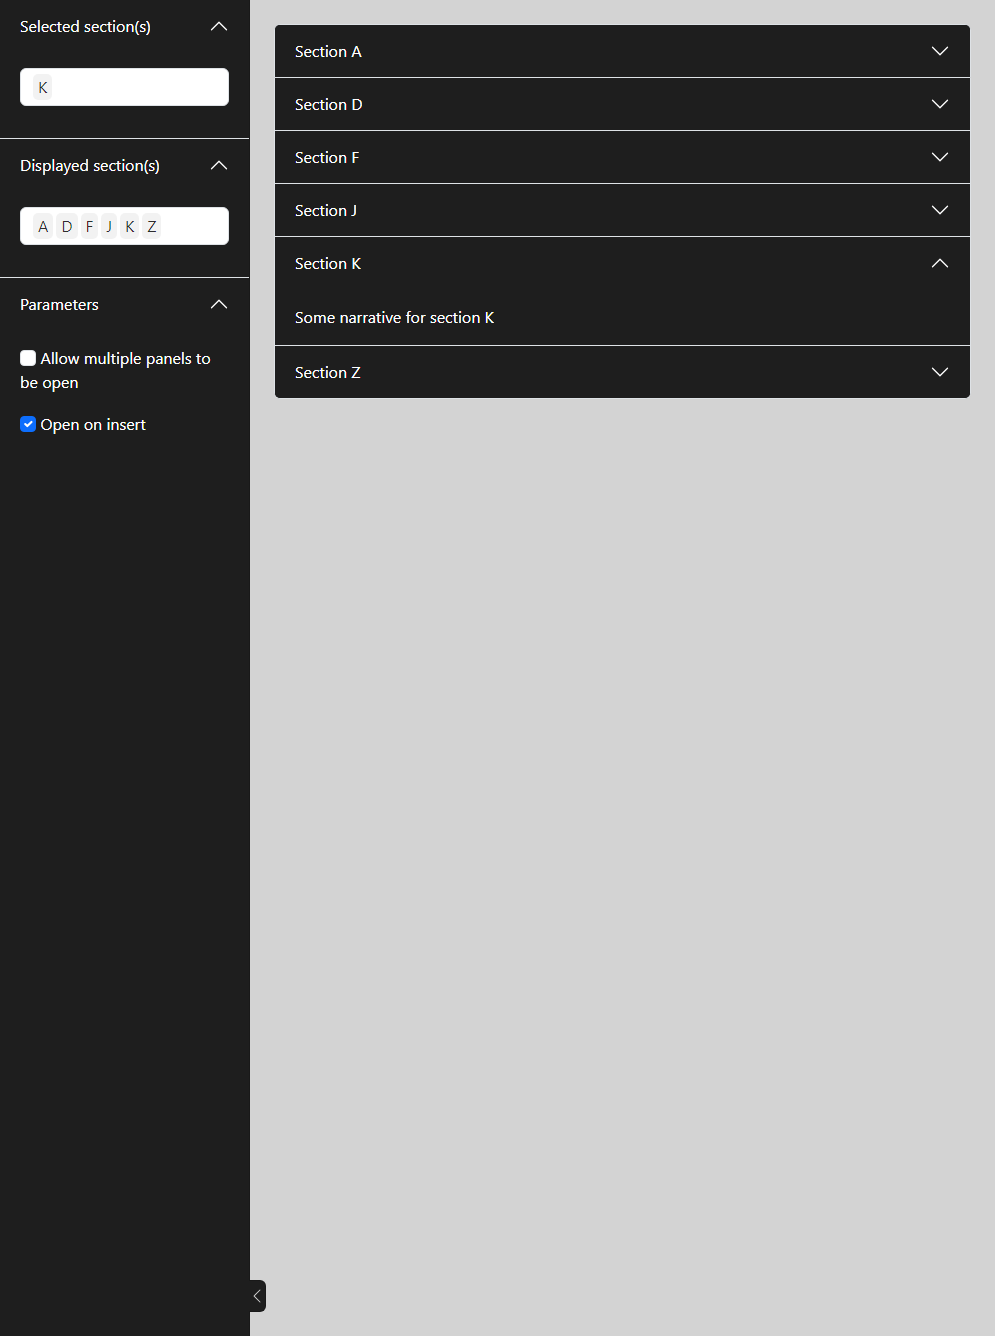 Selected section(s)
K
Displayed section(s)
A D F J K Z
Parameters
Allow multiple panels to
be open
Open on insert
Section A
Section D
Section F
Section J
Section K
Some narrative for section K
Section Z